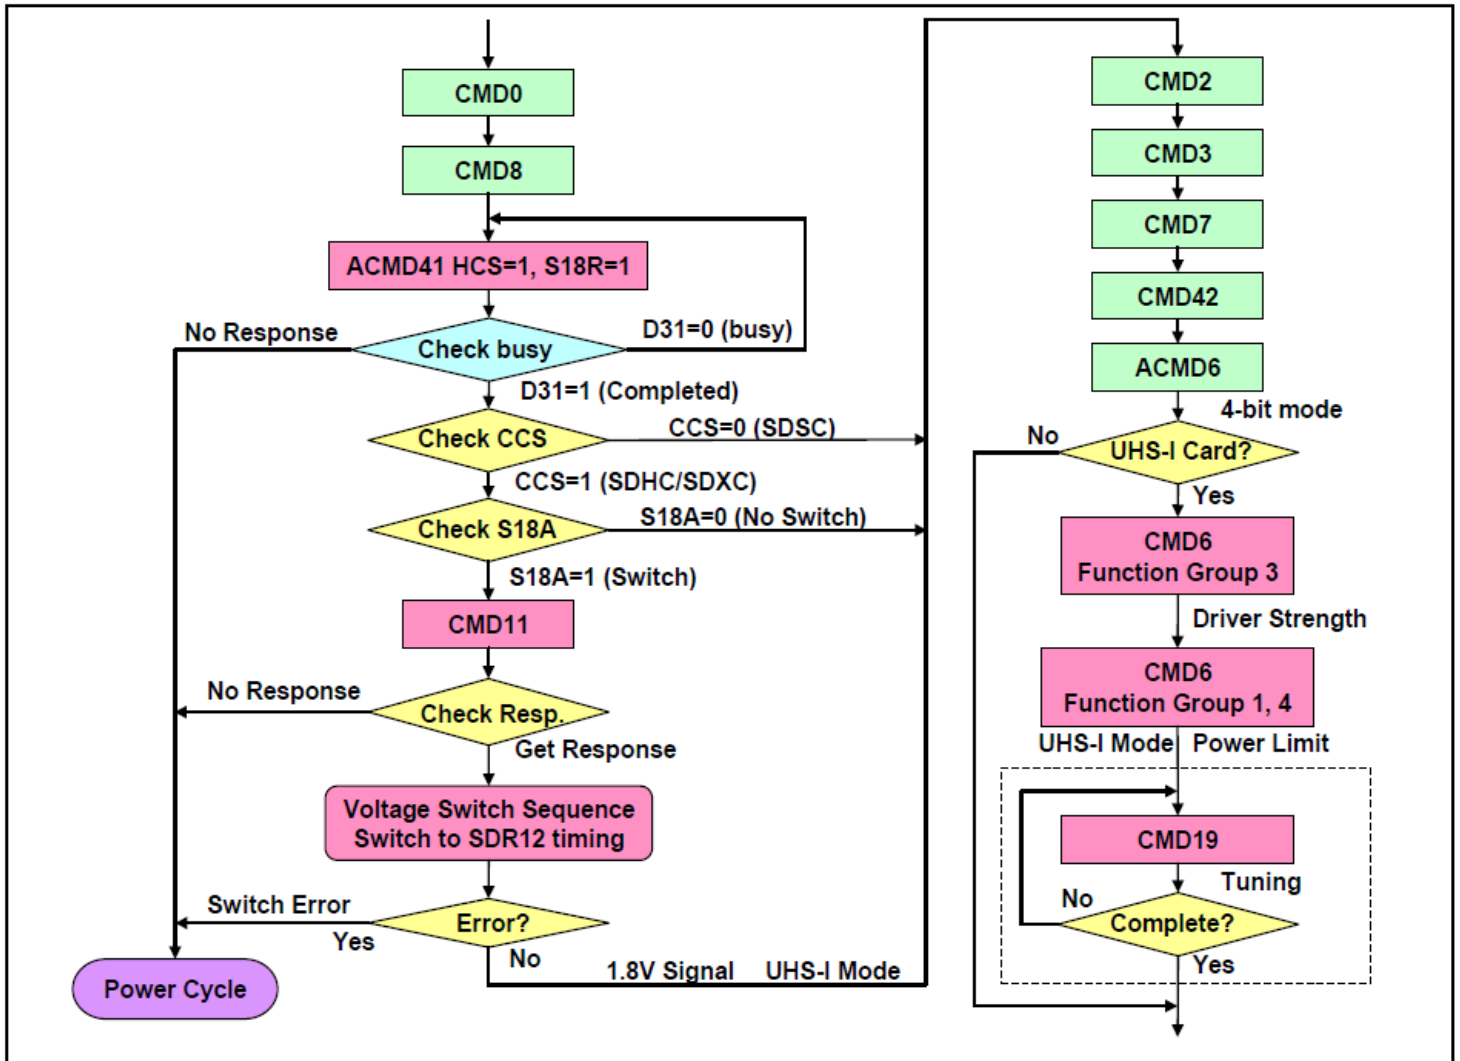 CMD0
CMD8
ACMD41 HCS=1, S18R=1
No Response
Check busy
D31=0 (busy)
D31=1 (Completed)
Check CCS
CCS=0 (SDSC)
CCS=1 (SDHC/SDXC)
Check S18A
S18A=0 (No Switch)
S18A=1 (Switch)
CMD11
No Response
Check Resp.
Get Response
Voltage Switch Sequence
Switch to SDR12 timing
Switch Error
Error?
Yes
No
1.8V Signal UHS-I Mode
Power Cycle
CMD2
CMD3
CMD7
CMD42
ACMD6
4-bit mode
No
UHS-I Card?
Yes
CMD6
Function Group 3
Driver Strength
CMD6
Function Group 1, 4
UHS-I Mode Power Limit
CMD19
Tuning
No
Complete?
Yes